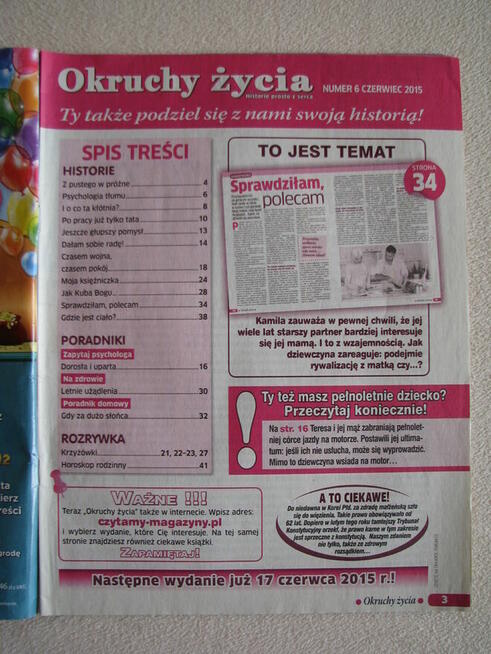 Okruchy życia
Historie prosto z serca
NUMER 6 CZERWIEC 2015
Ty także podziel się z nami swoją historią!
SPIS TREŚCI
HISTORIE
Z pustego w próżne 4
Psychologia tłumu 6
I o co ta kłótnia? 8
Po pracy już tylko tata 10
Jeszcze głupszy pomysł 13
Dałam sobie radę! 14
Czasem wojna,
czasem pokój 18
Moja księżniczka 24
Jak Kuba Bogu 28
Sprawdziłam, polecam 34
Gdzie jest ciało? 38
PORADNIKI
Zapytaj psychologa
Dorosła i uparta 16
Na zdrowie
Letnie użądlenia 30
Poradnik domowy
Gdy za dużo słońca 32
ROZRYWKA
Krzyżówki 21, 22–23, 27
Horoskop rodzinny 41
TO JEST TEMAT
STRONA
34
Sprawdziłam,
polecam
Kamila zauważa w pewnej chwili, że jej
wiele lat starszy partner bardziej interesuje
się jej mamą. I to z wzajemnością. Jak
dziewczyna zareaguje: podejmie
rywalizację z matką czy...?
! Ty też masz pełnoletnie dziecko?
Przeczytaj koniecznie!
Na str. 16 Teresa i jej mąż zabraniają pełnolet-
niej córce jazdy na motorze. Postawili jej ultima-
tum: jeśli ich nie usłucha, może się wyprowadzić.
Mimo to dziewczyna wsiada na motor...
WAŻNE !!!
Teraz „Okruchy życia” także w internecie. Wpisz adres:
czytamy-magazyny.pl
i wybierz wydanie, które Cię interesuje. Na tej samej
stronie znajdziesz również ciekawe książki.
ZAPAMIĘTAJ!
A TO CIEKAWE!
Do niedawna w Korei Płd. za zdradę małżeńską szło
się do więzienia. Takie prawo obowiązywało od
62 lat. Dopiero w lutym tego roku tamtejszy Trybunał
Konstytucyjny orzekł, że prawo karne w tym zakresie
jest sprzeczne z konstytucją. Naszym zdaniem
nie tylko, także ze zdrowym
rozsądkiem...
Następne wydanie już 17 czerwca 2015 r.!
• Okruchy życia • 3